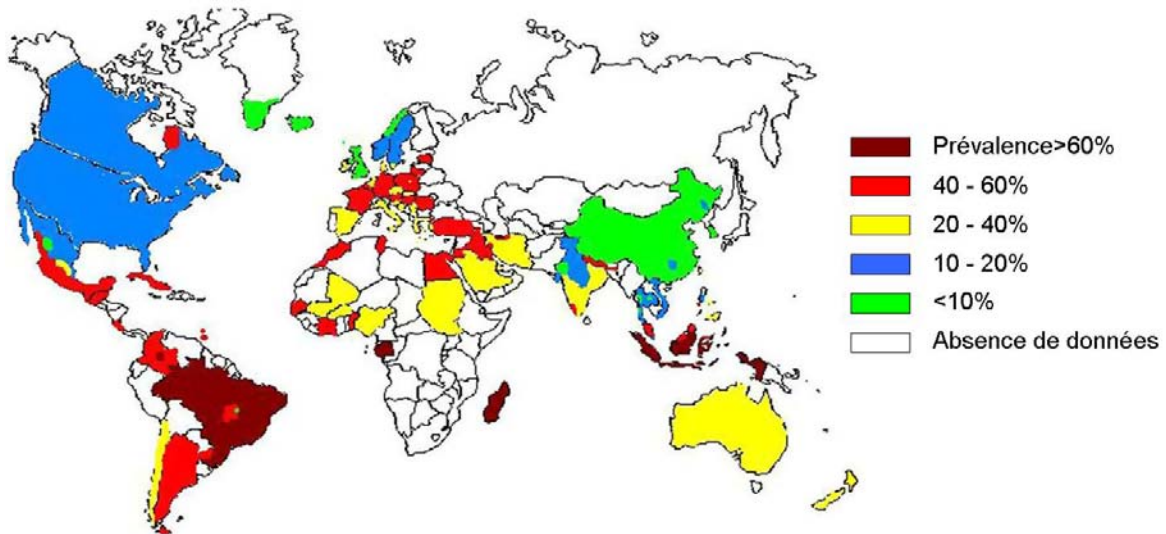 Prévalence>60%
40 - 60%
20 - 40%
10 - 20%
<10%
Absence de données